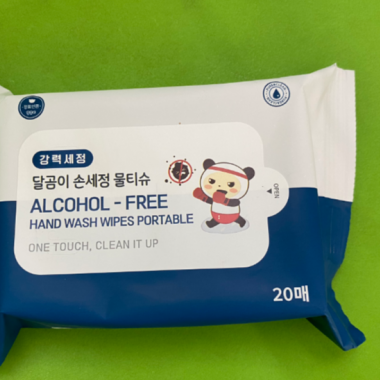 강력세정
달곰이 손세정 물티슈
ALCOHOL - FREE
HAND WASH WIPES PORTABLE
ONE TOUCH, CLEAN IT UP
OPEN
20매